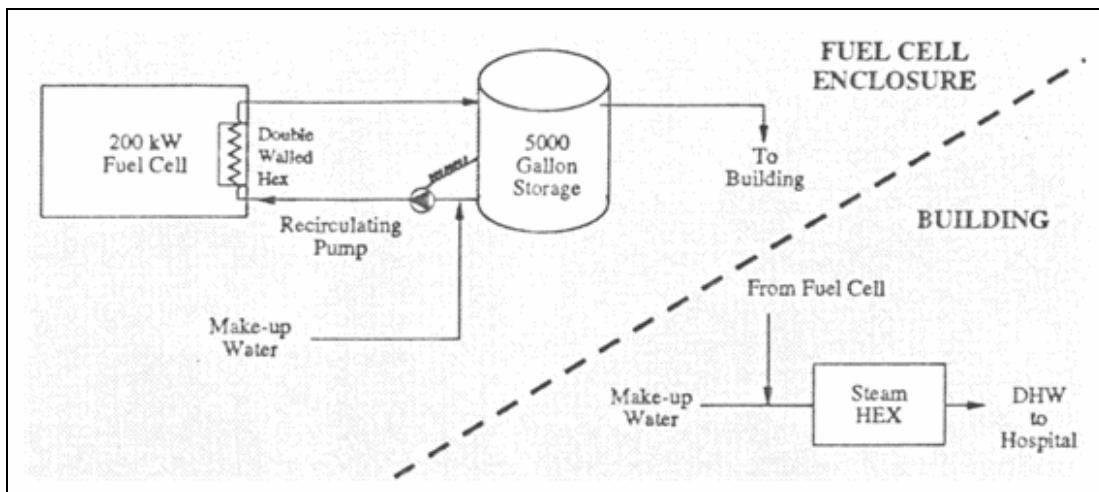 FUEL CELL
ENCLOSURE
200 kW
Fuel Cell
Double
Walled
Hex
5000
Gallon
Storage
To
Building
Recirculating
Pump
BUILDING
Make-up
Water
From Fuel Cell
Make-up
Water
Steam
HEX
DHW
to
Hospital